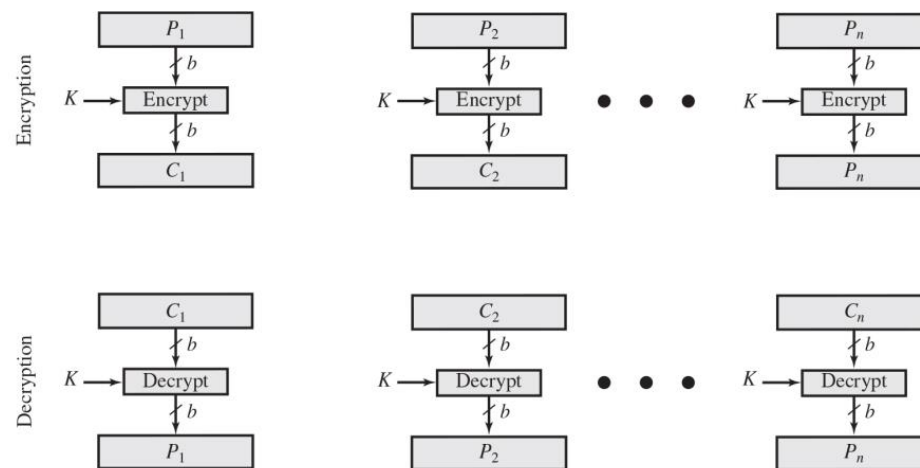 Encryption
P₁ P₂ Pₙ
b b b
K Encrypt K Encrypt K Encrypt
b b b
C₁ C₂ Pₙ
Decryption
C₁ C₂ Cₙ
b b b
K Decrypt K Decrypt K Decrypt
b b b
P₁ P₂ Pₙ